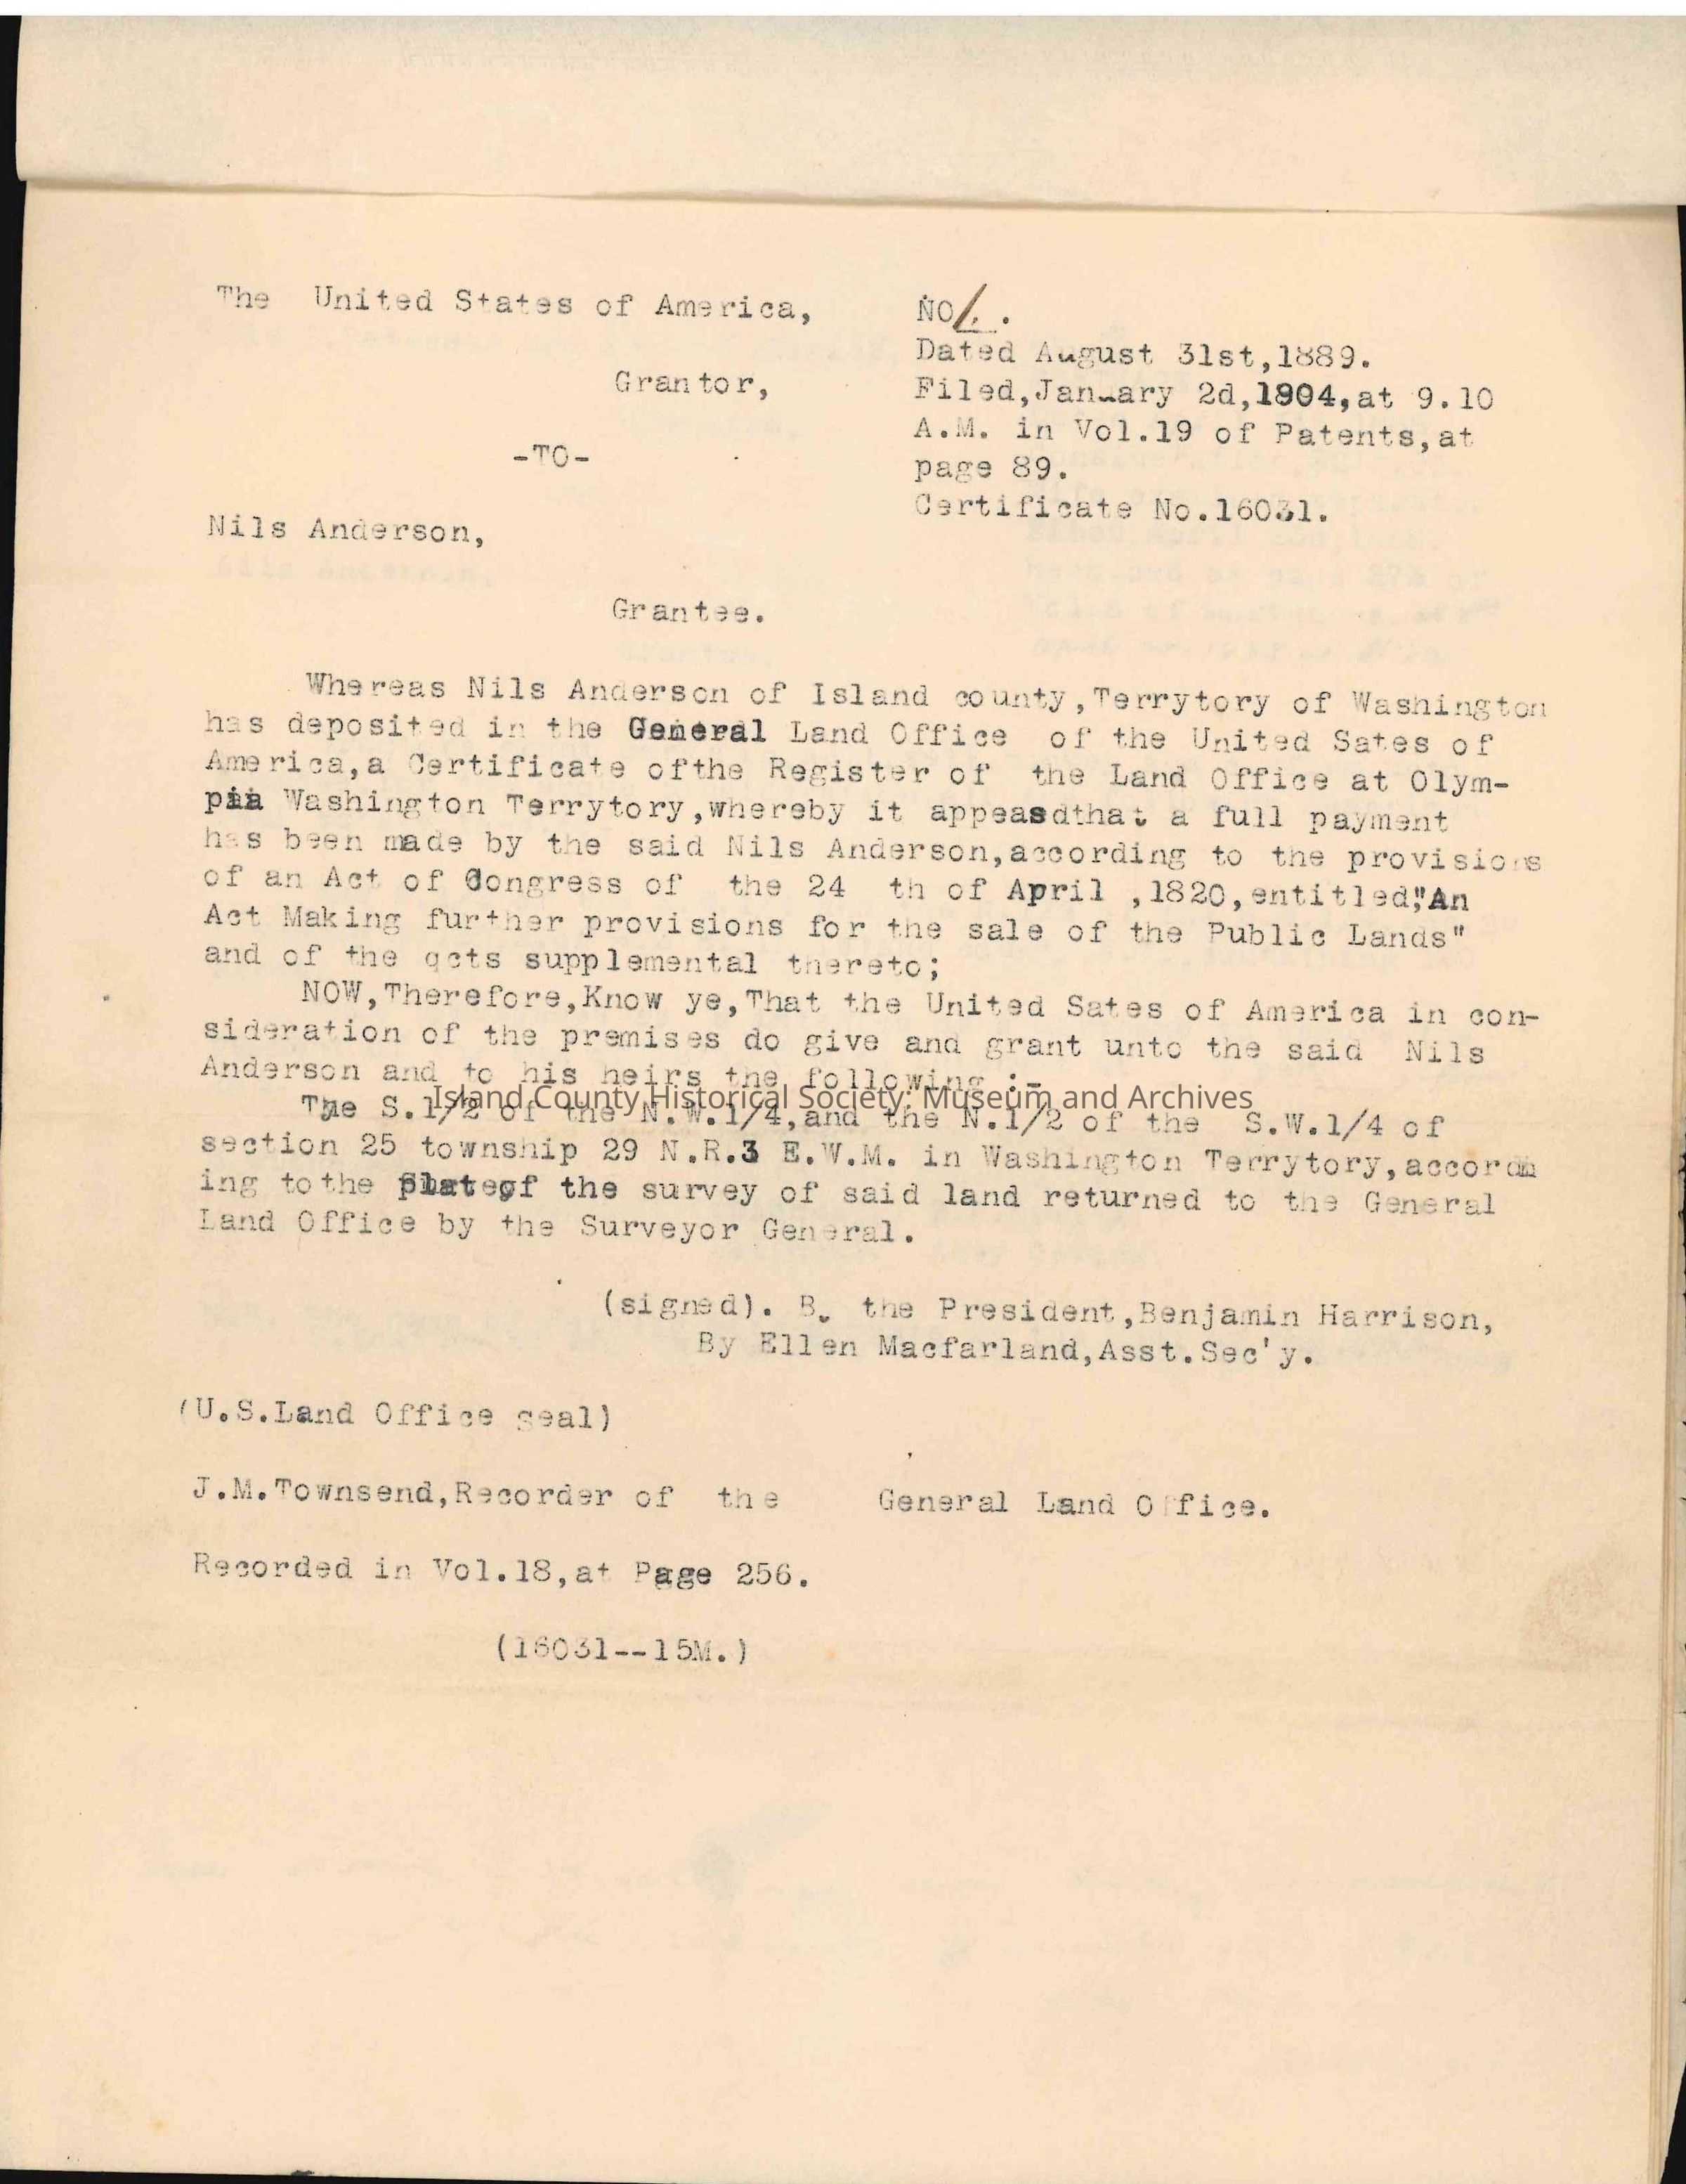 The United States of America,
Grantor,
-TO-
Nils Anderson,
Grantee.
NO 1. .
Dated August 31st,1889.
Filed,January 2d,1904,at 9.10
A.M. in Vol.19 of Patents,at
page 89.
Certificate No.16031.
Whereas Nils Anderson of Island county,Terrytory of Washington
has deposited in the General Land Office of the United Sates of
America,a Certificate ofthe Register of the Land Office at Olym-
pia Washington Terrytory,whereby it appeasdthat a full payment
has been made by the said Nils Anderson,according to the provisions
of an Act of Congress of the 24 th of April ,1820,entitled,"An
Act Making further provisions for the sale of the Public Lands"
and of the qcts supplemental thereto;
NOW,Therefore,Know ye,That the United Sates of America in con-
sideration of the premises do give and grant unto the said Nils
Anderson and to his heirs the following :-
Island County Historical Society: Museum and Archives
The S.1/2 of the N.W.1/4,and the N.1/2 of the S.W.1/4 of
section 25 township 29 N.R.3 E.W.M. in Washington Terrytory,accord
ing tothe of the survey of said land returned to the General
Land Office by the Surveyor General.
(signed). B. the President,Benjamin Harrison,
By Ellen Macfarland,Asst.Sec'y.
(U.S.Land Office seal)
J.M.Townsend,Recorder of the General Land Office.
Recorded in Vol.18,at Page 256.
(16031--15M.)